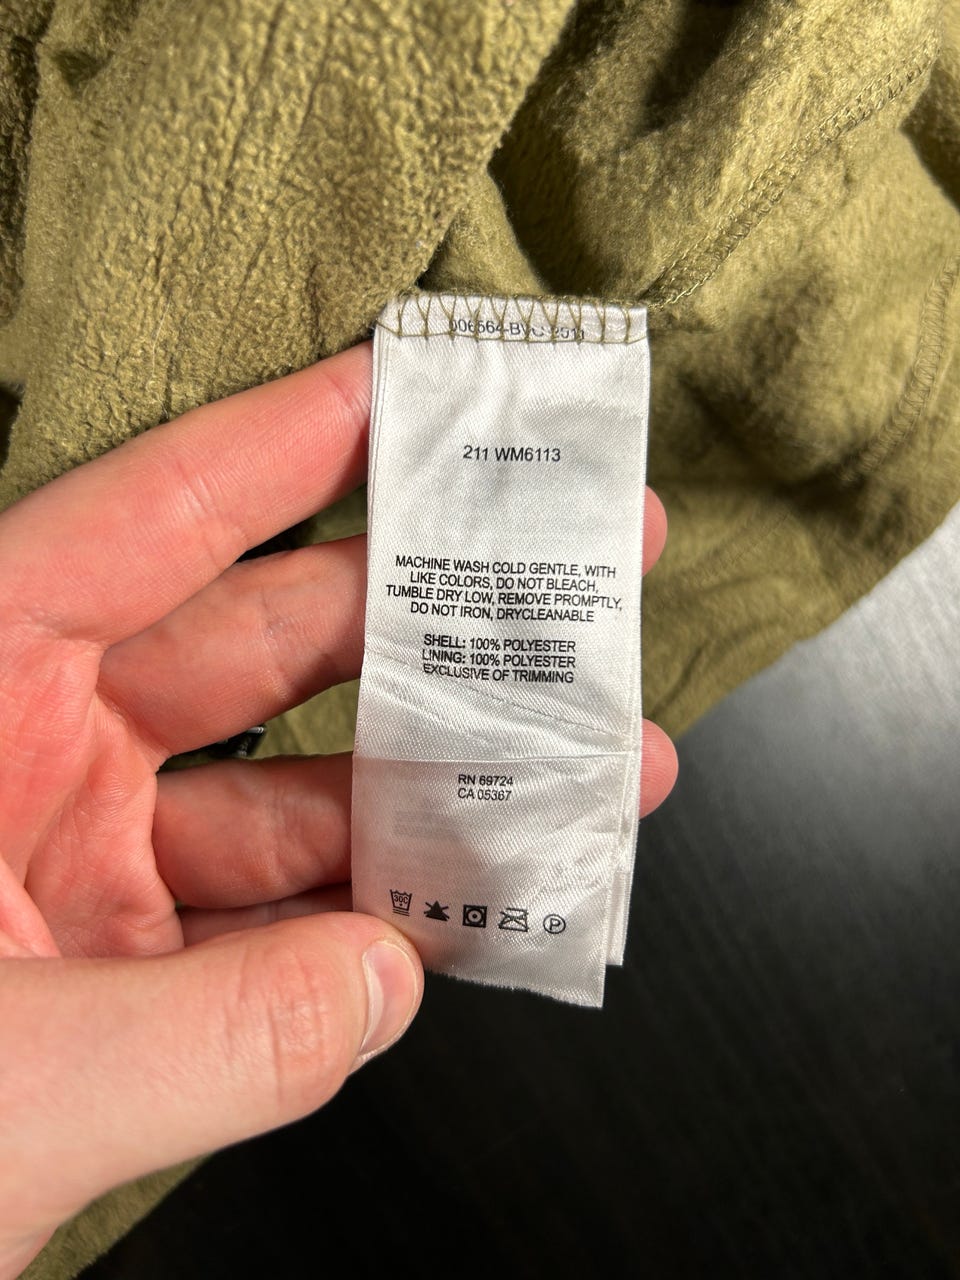 211 WM6113
MACHINE WASH COLD GENTLE, WITH
LIKE COLORS, DO NOT BLEACH,
TUMBLE DRY LOW, REMOVE PROMPTLY,
DO NOT IRON, DRYCLEANABLE
SHELL: 100% POLYESTER
LINING: 100% POLYESTER
EXCLUSIVE OF TRIMMING
RN 69724
CA 05367
30C
P